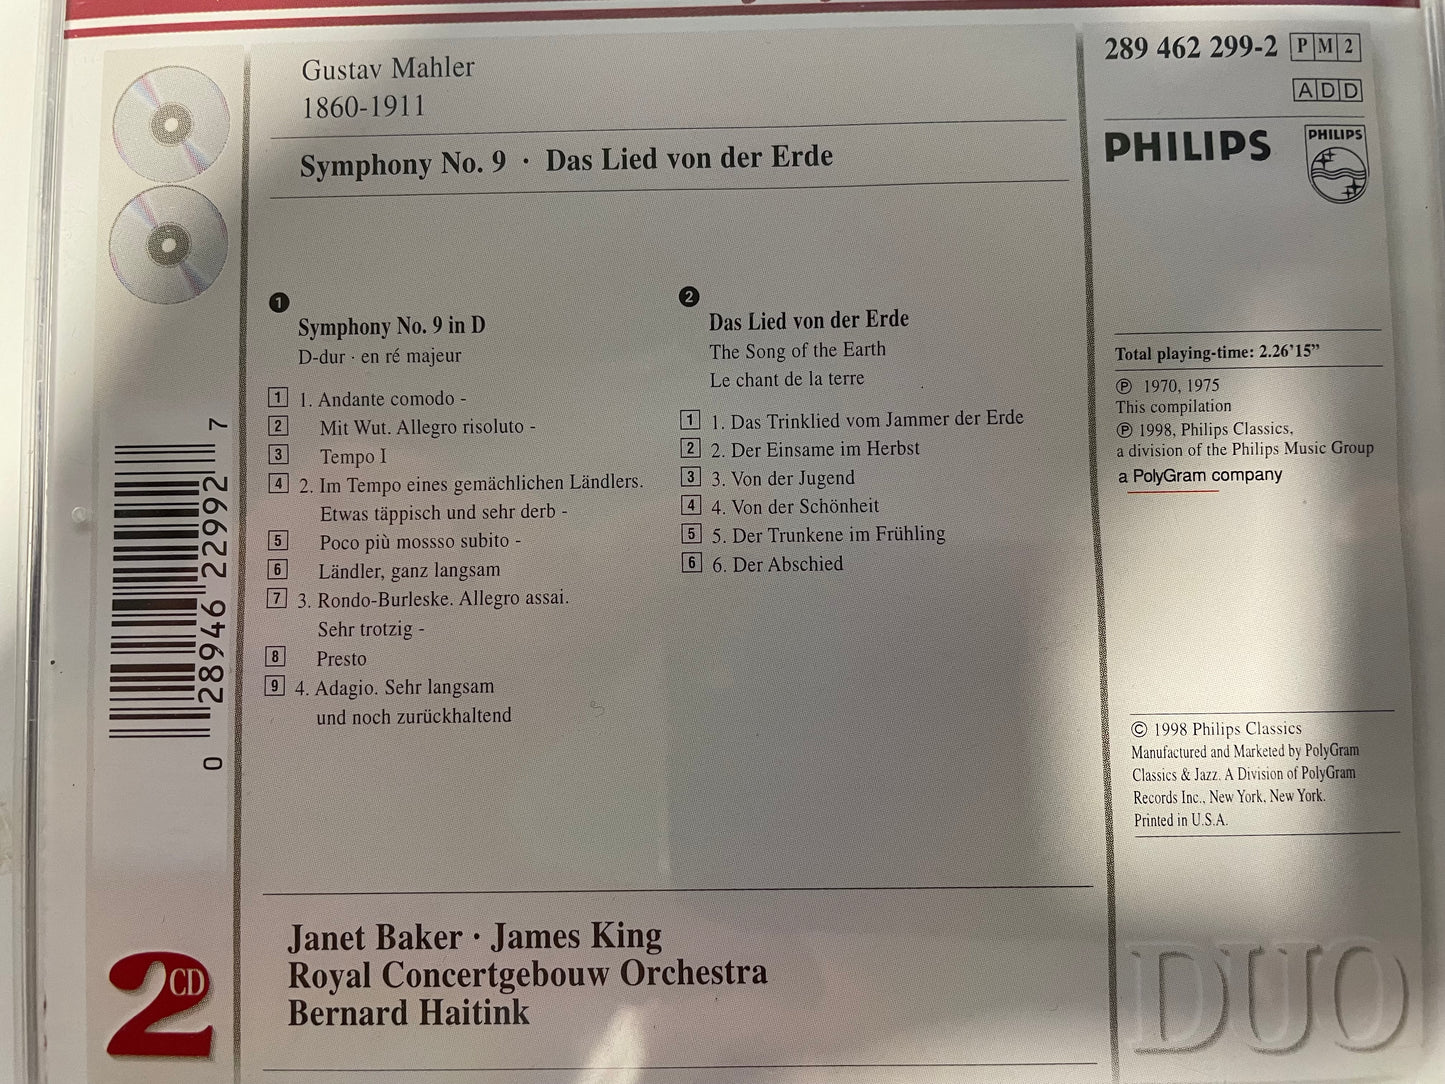 Gustav Mahler
1860-1911
Symphony No. 9 · Das Lied von der Erde
1
Symphony No. 9 in D
D-dur · en ré majeur
1 1. Andante comodo -
2 Mit Wut. Allegro risoluto -
3 Tempo I
4 2. Im Tempo eines gemächlichen Ländlers.
Etwas täppisch und sehr derb -
5 Poco più mossso subito -
6 Ländler, ganz langsam
7 3. Rondo-Burleske. Allegro assai.
Sehr trotzig -
8 Presto
9 4. Adagio. Sehr langsam
und noch zurückhaltend
2
Das Lied von der Erde
The Song of the Earth
Le chant de la terre
1 1. Das Trinklied vom Jammer der Erde
2 2. Der Einsame im Herbst
3 3. Von der Jugend
4 4. Von der Schönheit
5 5. Der Trunkene im Frühling
6 6. Der Abschied
Janet Baker · James King
Royal Concertgebouw Orchestra
Bernard Haitink
289 462 299-2 PM2
ADD
PHILIPS
PHILIPS
Total playing-time: 2.26'15”
℗ 1970, 1975
This compilation
℗ 1998, Philips Classics,
a division of the Philips Music Group
a PolyGram company
© 1998 Philips Classics
Manufactured and Marketed by PolyGram
Classics & Jazz. A Division of PolyGram
Records Inc., New York, New York.
Printed in U.S.A.
DUO
0 28946 22992 7
2CD